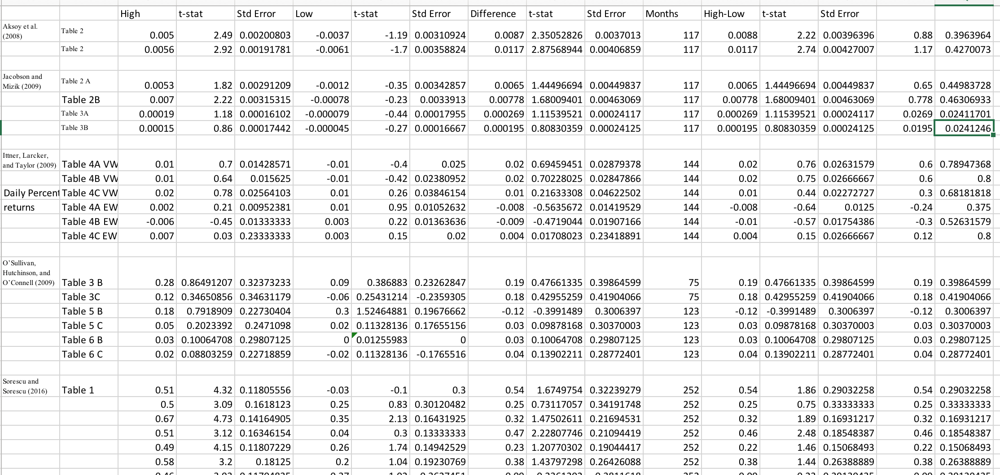 High t-stat Std Error Low t-stat Std Error Difference t-stat Std Error Months High-Low t-stat Std Error
Aksoy et al.
(2008) Table 2 0.005 2.49 0.00200803 -0.0037 -1.19 0.00310924 0.0087 2.35052826 0.0037013 117 0.0088 2.22 0.00396396 0.88 0.3963964
Table 2 0.0056 2.92 0.00191781 -0.0061 -1.7 0.00358824 0.0117 2.87568944 0.00406859 117 0.0117 2.74 0.00427007 1.17 0.4270073
Jacobson and
Mizik (2009) Table 2 A 0.0053 1.82 0.00291209 -0.0012 -0.35 0.00342857 0.0065 1.44496694 0.00449837 117 0.0065 1.44496694 0.00449837 0.65 0.44983728
Table 2B 0.007 2.22 0.00315315 -0.00078 -0.23 0.0033913 0.00778 1.68009401 0.00463069 117 0.00778 1.68009401 0.00463069 0.778 0.46306933
Table 3A 0.00019 1.18 0.00016102 -0.000079 -0.44 0.00017955 0.000269 1.11539521 0.00024117 117 0.000269 1.11539521 0.00024117 0.0269 0.02411701
Table 3B 0.00015 0.86 0.00017442 -0.000045 -0.27 0.00016667 0.000195 0.80830359 0.00024125 117 0.000195 0.80830359 0.00024125 0.0195 0.0241246
Ittner, Larcker,
and Taylor (2009) Table 4A VW 0.01 0.7 0.01428571 -0.01 -0.4 0.025 0.02 0.69459451 0.02879378 144 0.02 0.76 0.02631579 0.6 0.78947368
Table 4B VW 0.01 0.64 0.015625 -0.01 -0.42 0.02380952 0.02 0.70228025 0.02847866 144 0.02 0.75 0.02666667 0.6 0.8
Daily Percent Table 4C VW 0.02 0.78 0.02564103 0.01 0.26 0.03846154 0.01 0.21633308 0.04622502 144 0.01 0.44 0.02272727 0.3 0.68181818
returns Table 4A EW 0.002 0.21 0.00952381 0.01 0.95 0.01052632 -0.008 -0.5635672 0.01419529 144 -0.008 -0.64 0.0125 -0.24 0.375
Table 4B EW -0.006 -0.45 0.01333333 0.003 0.22 0.01363636 -0.009 -0.4719044 0.01907166 144 -0.01 -0.57 0.01754386 -0.3 0.52631579
Table 4C EW 0.007 0.03 0.23333333 0.003 0.15 0.02 0.004 0.01708023 0.23418891 144 0.004 0.15 0.02666667 0.12 0.8
O’Sullivan,
Hutchinson, and
O’Connell (2009) Table 3 B 0.28 0.86491207 0.32373233 0.09 0.386883 0.23262847 0.19 0.47661335 0.39864599 75 0.19 0.47661335 0.39864599 0.19 0.39864599
Table 3C 0.12 0.34650856 0.34631179 -0.06 0.25431214 -0.2359305 0.18 0.42955259 0.41904066 75 0.18 0.42955259 0.41904066 0.18 0.41904066
Table 5 B 0.18 0.7918909 0.22730404 0.3 1.52464881 0.19676662 -0.12 -0.3991489 0.3006397 123 -0.12 -0.3991489 0.3006397 -0.12 0.3006397
Table 5 C 0.05 0.2023392 0.2471098 0.02 0.11328136 0.17655156 0.03 0.09878168 0.30370003 123 0.03 0.09878168 0.30370003 0.03 0.30370003
Table 6 B 0.03 0.10064708 0.29807125 0 0.01255983 0 0.03 0.10064708 0.29807125 123 0.03 0.10064708 0.29807125 0.03 0.29807125
Table 6 C 0.02 0.08803259 0.22718859 -0.02 0.11328136 -0.1765516 0.04 0.13902211 0.28772401 123 0.04 0.13902211 0.28772401 0.04 0.28772401
Sorescu and
Sorescu (2016) Table 1 0.51 4.32 0.11805556 -0.03 -0.1 0.3 0.54 1.6749754 0.32239279 252 0.54 1.86 0.29032258 0.54 0.29032258
0.5 3.09 0.1618123 0.25 0.83 0.30120482 0.25 0.73117057 0.34191748 252 0.25 0.75 0.33333333 0.25 0.33333333
0.67 4.73 0.14164905 0.35 2.13 0.16431925 0.32 1.47502611 0.21694531 252 0.32 1.89 0.16931217 0.32 0.16931217
0.51 3.12 0.16346154 0.04 0.3 0.13333333 0.47 2.22807746 0.21094419 252 0.46 2.48 0.18548387 0.46 0.18548387
0.49 4.15 0.11807229 0.26 1.74 0.14942529 0.23 1.20770302 0.19044417 252 0.22 1.46 0.15068493 0.22 0.15068493
0.58 3.2 0.18125 0.2 1.04 0.19230769 0.38 1.43797298 0.26426088 252 0.38 1.44 0.26388889 0.38 0.26388889